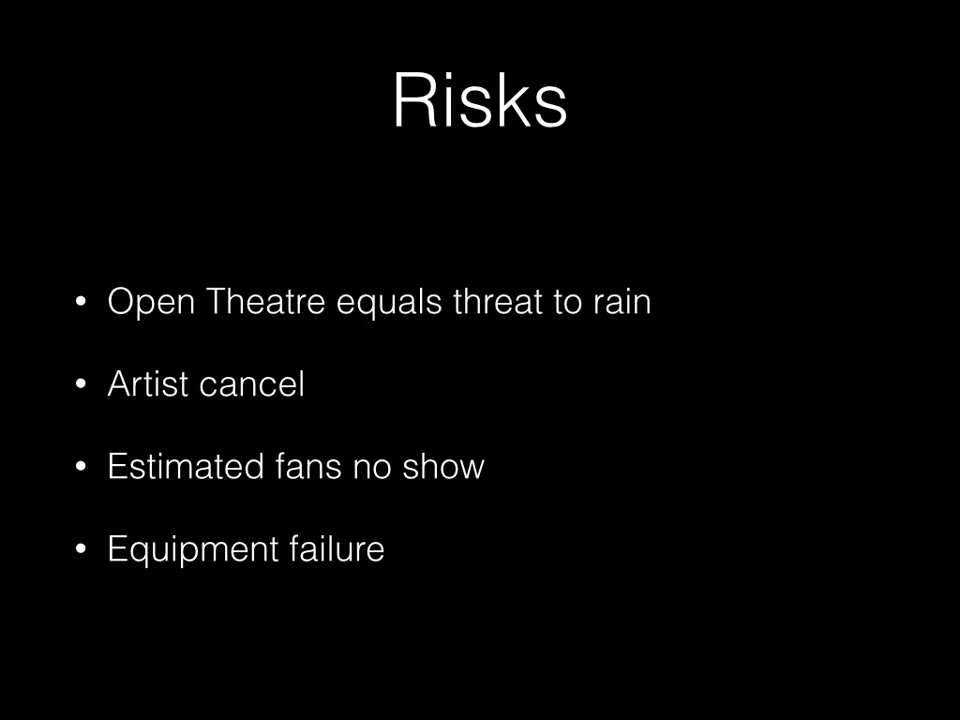 Risks
• Open Theatre equals threat to rain
• Artist cancel
• Estimated fans no show
• Equipment failure